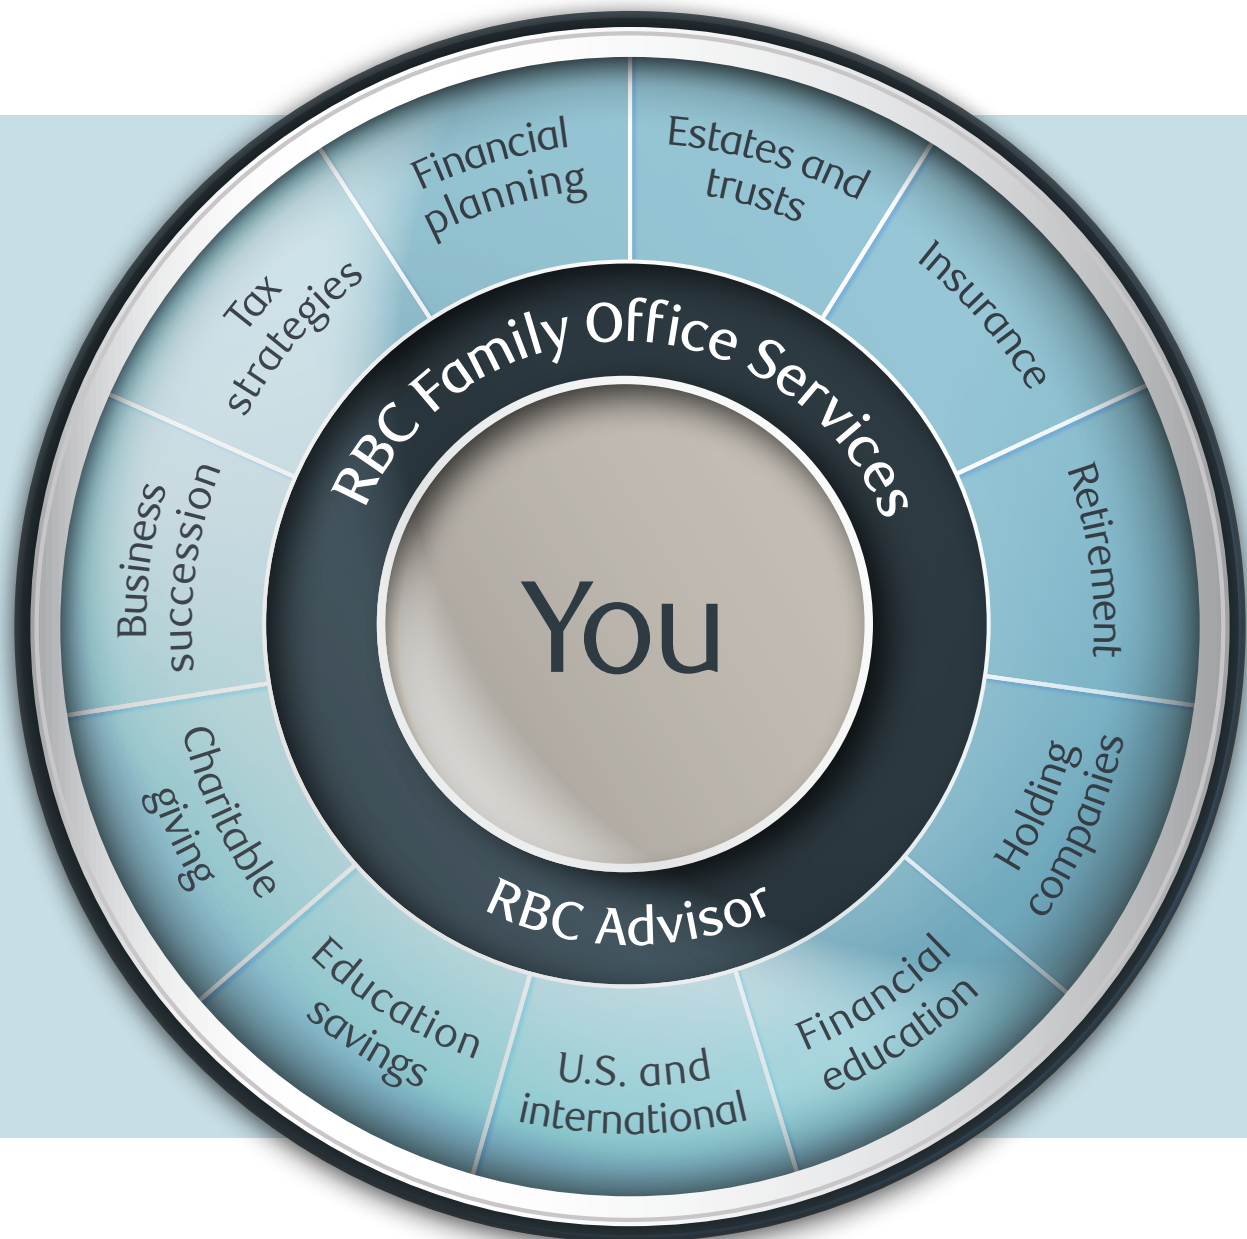 Financial
planning
Estates and
trusts
Insurance
Retirement
Holding
companies
Financial
education
U.S. and
international
Education
savings
Charitable
giving
Business
succession
Tax
strategies
RBC Family Office Services
You
RBC Advisor